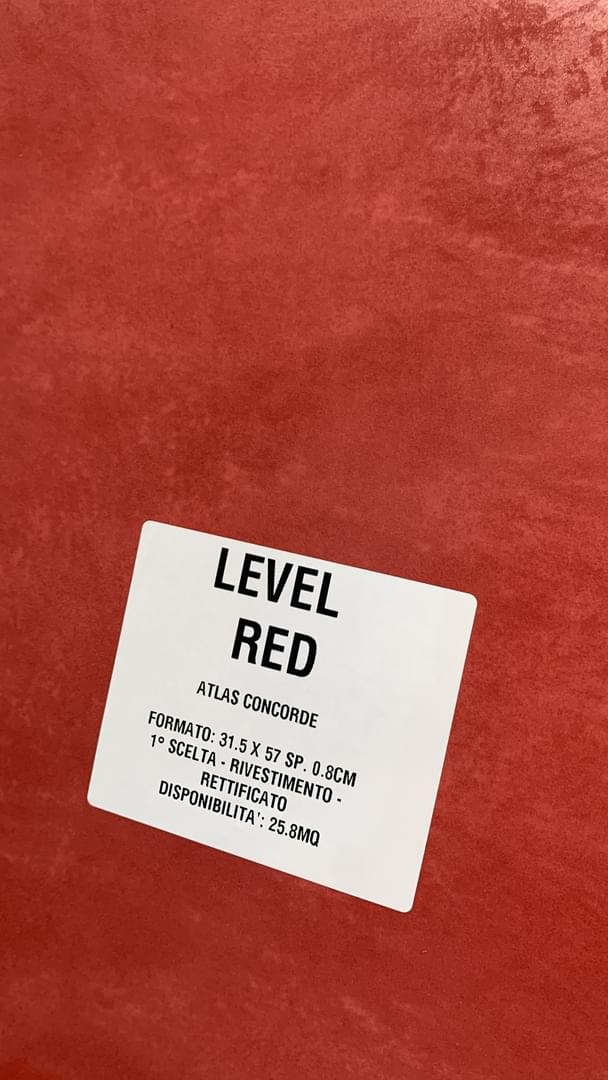 LEVEL
RED
ATLAS CONCORDE
FORMATO: 31.5 X 57 SP. 0.8CM
1° SCELTA - RIVESTIMENTO -
RETTIFICATO
DISPONIBILITA': 25.8MQ